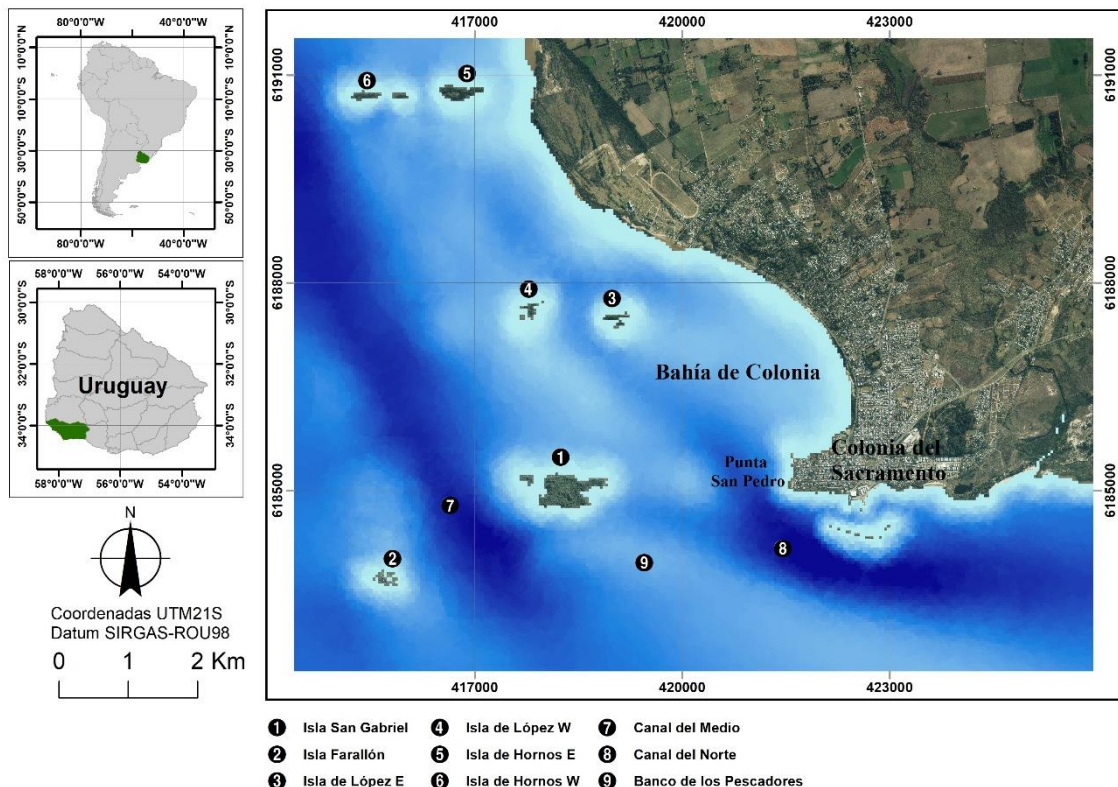 80°0'0"W 40°0'0"W
10°0'0"N
10°0'0"S
30°0'0"S
50°0'0"S
10°0'0"N
10°0'0"S
30°0'0"S
50°0'0"S
80°0'0"W 40°0'0"W
58°0'0"W 56°0'0"W 54°0'0"W
30°0'0"S
32°0'0"S
34°0'0"S
30°0'0"S
32°0'0"S
34°0'0"S
Uruguay
58°0'0"W 56°0'0"W 54°0'0"W
N
Coordenadas UTM21S
Datum SIRGAS-ROU98
0 1 2 Km
417000 420000 423000
6191000
6188000
6185000
6191000
6188000
6185000
6
5
4
3
Bahía de Colonia
Colonia del
Sacramento
Punta
San Pedro
1
7
2
9
8
417000 420000 423000
1 Isla San Gabriel 4 Isla de López W 7 Canal del Medio
2 Isla Farallón 5 Isla de Hornos E 8 Canal del Norte
3 Isla de López E 6 Isla de Hornos W 9 Banco de los Pescadores